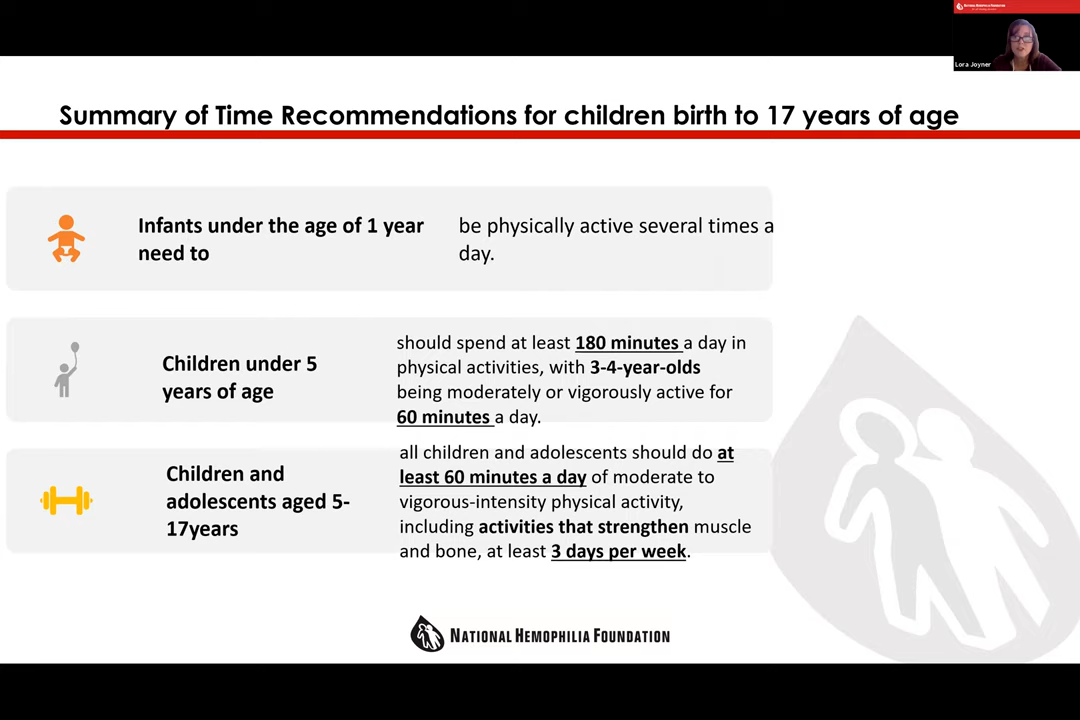 NATIONAL HEMOPHILIA FOUNDATION
Lora Joyner
Summary of Time Recommendations for children birth to 17 years of age
Infants under the age of 1 year
need to
be physically active several times a
day.
Children under 5
years of age
should spend at least 180 minutes a day in
physical activities, with 3-4-year-olds
being moderately or vigorously active for
60 minutes a day.
Children and
adolescents aged 5-
17years
all children and adolescents should do at
least 60 minutes a day of moderate to
vigorous-intensity physical activity,
including activities that strengthen muscle
and bone, at least 3 days per week.
NATIONAL HEMOPHILIA FOUNDATION